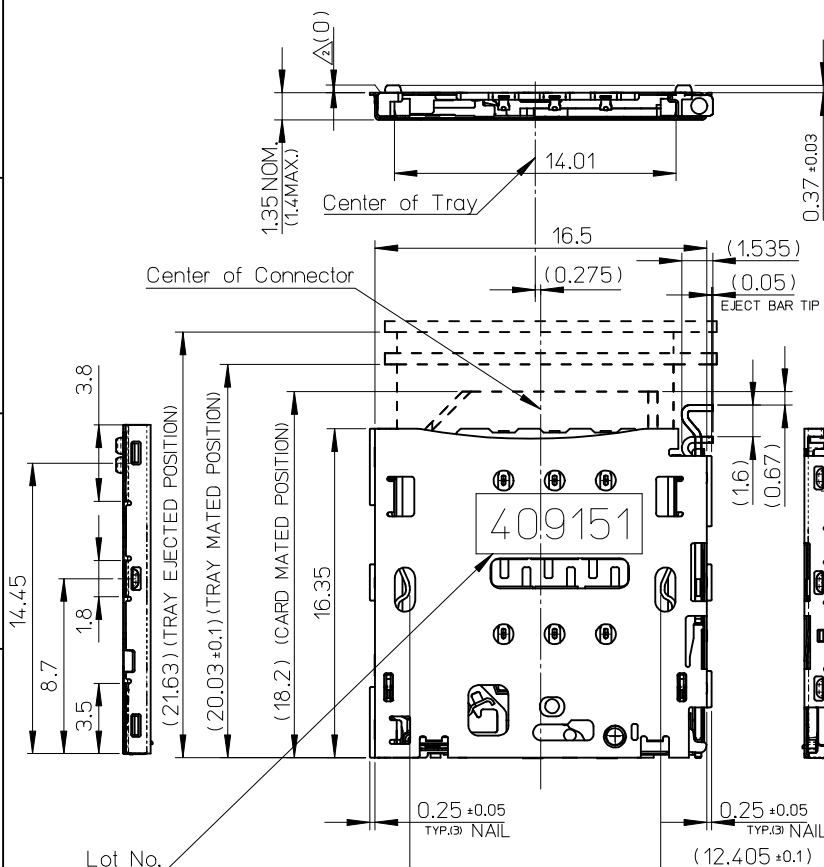 2 (0)
1.35 NOM.
(1.4MAX.)
14.01
0.37 ±0.03
Center of Tray
16.5
(1.535)
Center of Connector
(0.275)
(0.05)
EJECT BAR TIP
3.8
14.45
8.7
1.8
3.5
(21.63) (TRAY EJECTED POSITION)
(20.03 ±0.1) (TRAY MATED POSITION)
(18.2) (CARD MATED POSITION)
16.35
409151
(1.6)
(0.67)
0.25 ±0.05
TYP.(3) NAIL
0.25 ±0.05
TYP.(3) NAIL
Lot No.
(12.405 ±0.1)